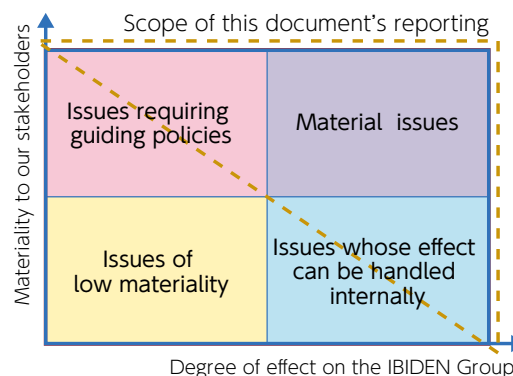 Scope of this document’s reporting
Materiality to our stakeholders
Issues requiring
guiding policies
Material issues
Issues of
low materiality
Issues whose effect
can be handled
internally
Degree of effect on the IBIDEN Group